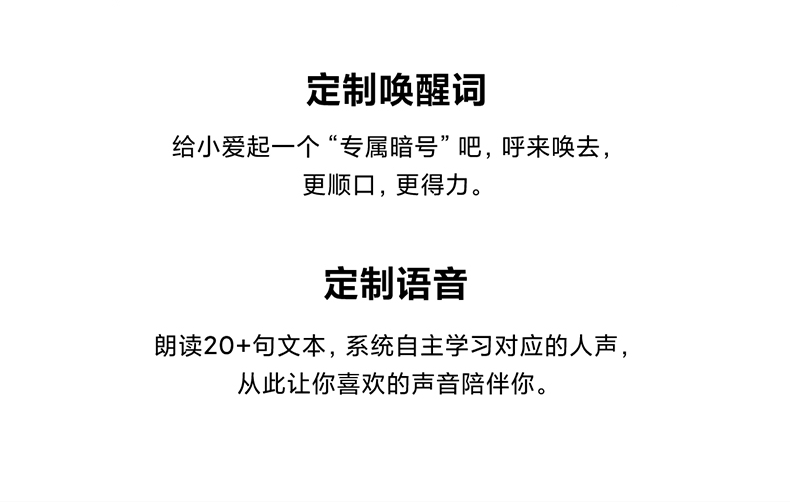 定制唤醒词
给小爱起一个“专属暗号”吧，呼来唤去，
更顺口，更得力。
定制语音
朗读20+句文本，系统自主学习对应的人声，
从此让你喜欢的声音陪伴你。